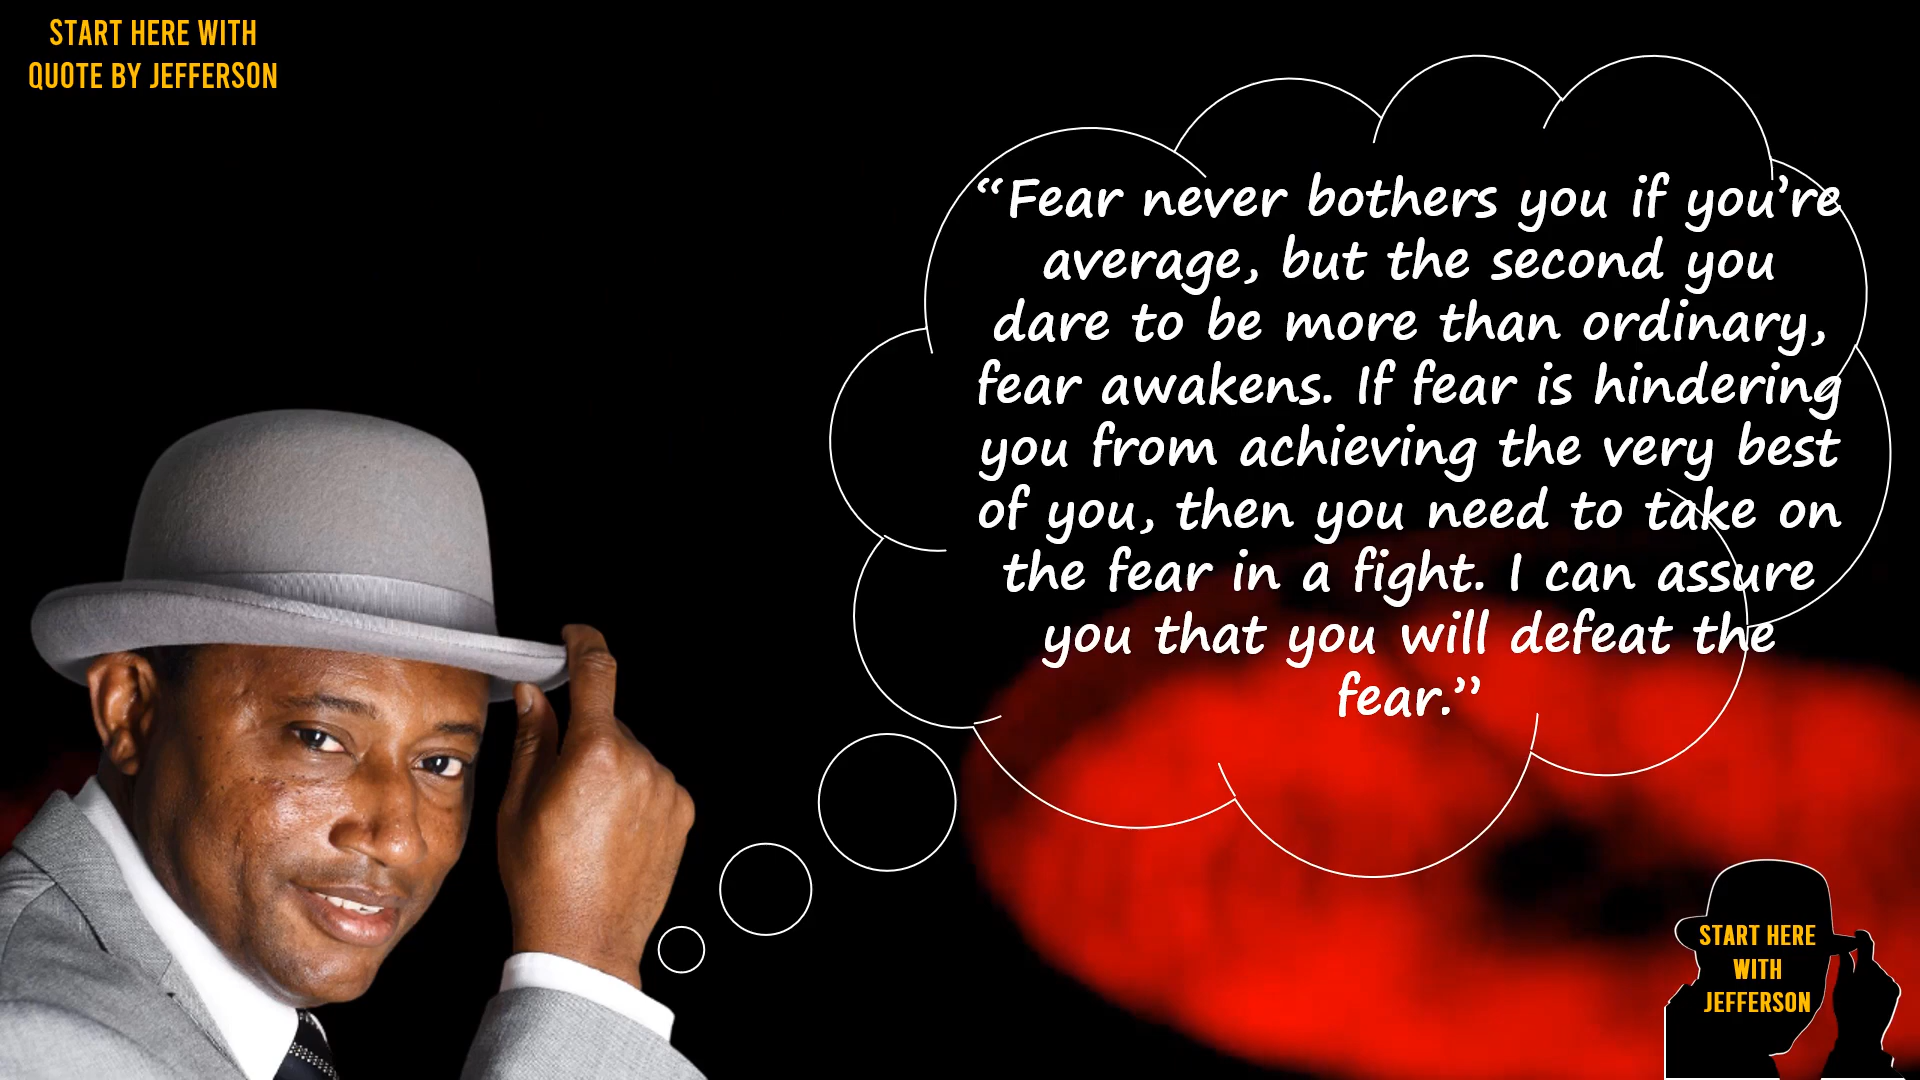 START HERE WITH
QUOTE BY JEFFERSON
“Fear never bothers you if you’re
average, but the second you
dare to be more than ordinary,
fear awakens. If fear is hindering
you from achieving the very best
of you, then you need to take on
the fear in a fight. I can assure
you that you will defeat the
fear.”
START HERE
WITH
JEFFERSON